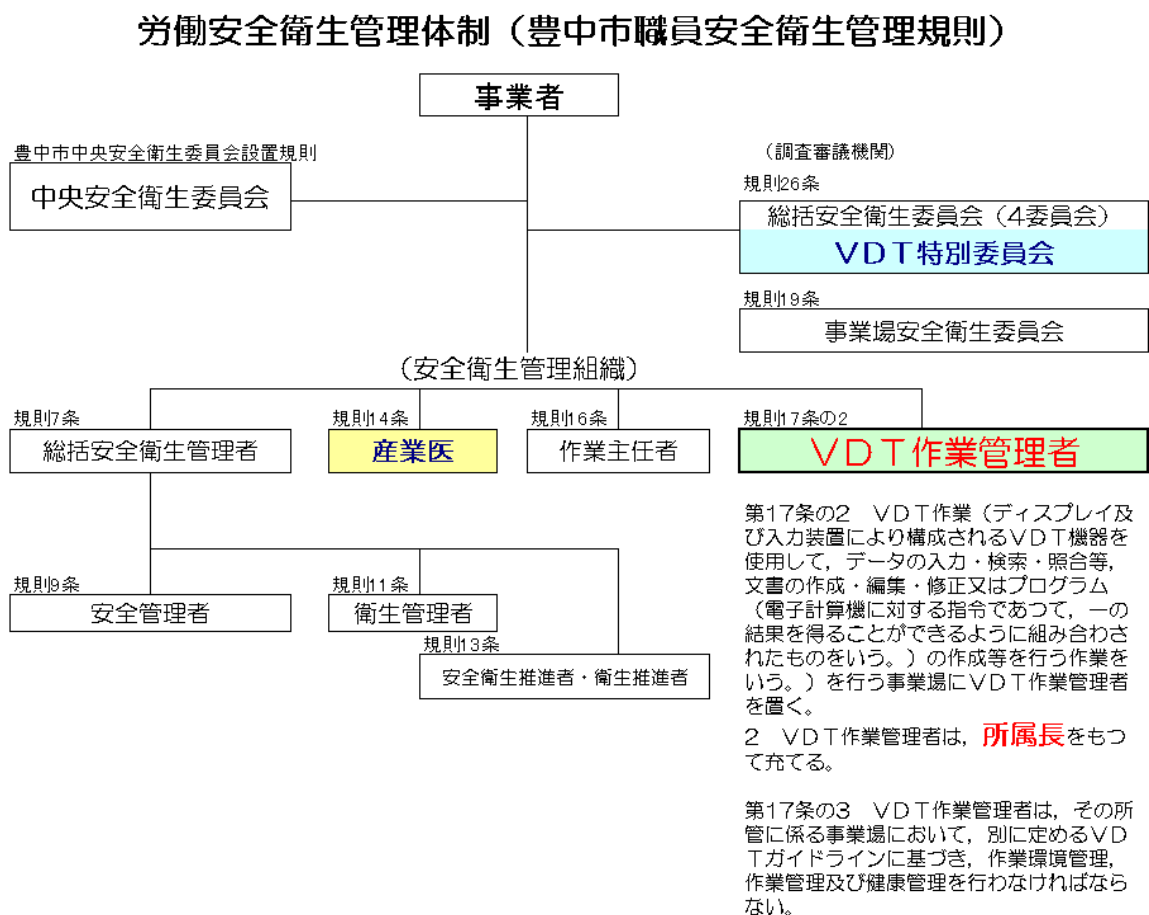 労働安全衛生管理体制（豊中市職員安全衛生管理規則）
事業者
豊中市中央安全衛生委員会設置規則
中央安全衛生委員会
（調査審議機関）
規則26条
総括安全衛生委員会（4委員会）
ＶＤＴ特別委員会
規則19条
事業場安全衛生委員会
（安全衛生管理組織）
規則7条
総括安全衛生管理者
規則14条
産業医
規則16条
作業主任者
規則17条の2
ＶＤＴ作業管理者
規則9条
安全管理者
規則11条
衛生管理者
規則13条
安全衛生推進者・衛生推進者
第17条の2　ＶＤＴ作業（ディスプレイ及
び入力装置により構成されるＶＤＴ機器を
使用して，データの入力・検索・照合等，
文書の作成・編集・修正又はプログラム
（電子計算機に対する指令であつて，一の
結果を得ることができるように組み合わさ
れたものをいう。）の作成等を行う作業を
いう。）を行う事業場にＶＤＴ作業管理者
を置く。
2　ＶＤＴ作業管理者は，所属長をもつ
て充てる。
第17条の3　ＶＤＴ作業管理者は，その所
管に係る事業場において，別に定めるＶＤ
Ｔガイドラインに基づき，作業環境管理，
作業管理及び健康管理を行わなければなら
ない。